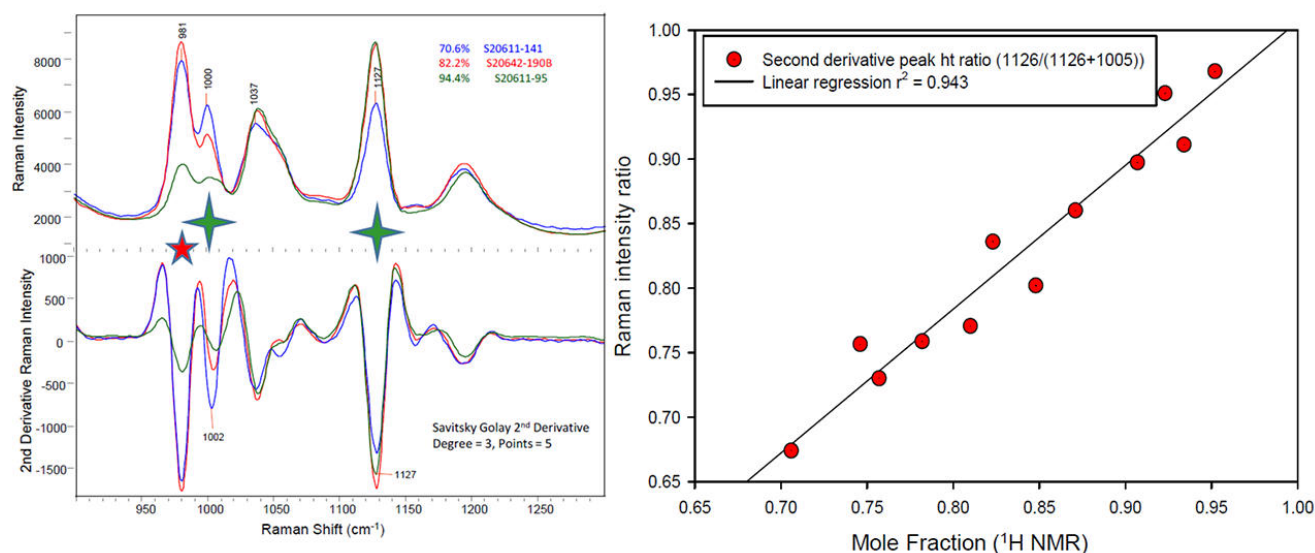 981
1000
1037
1127
70.6% S20611-141
82.2% S20642-190B
94.4% S20611-95
Raman Intensity
8000
6000
4000
2000
2nd Derivative Raman Intensity
1000
500
0
-500
-1000
-1500
1002
1127
Savitsky Golay 2nd Derivative
Degree = 3, Points = 5
950 1000 1050 1100 1150 1200 1250
Raman Shift (cm⁻¹)
Second derivative peak ht ratio (1126/(1126+1005))
Linear regression r² = 0.943
Raman intensity ratio
1.00
0.95
0.90
0.85
0.80
0.75
0.70
0.65
0.65 0.70 0.75 0.80 0.85 0.90 0.95 1.00
Mole Fraction (¹H NMR)